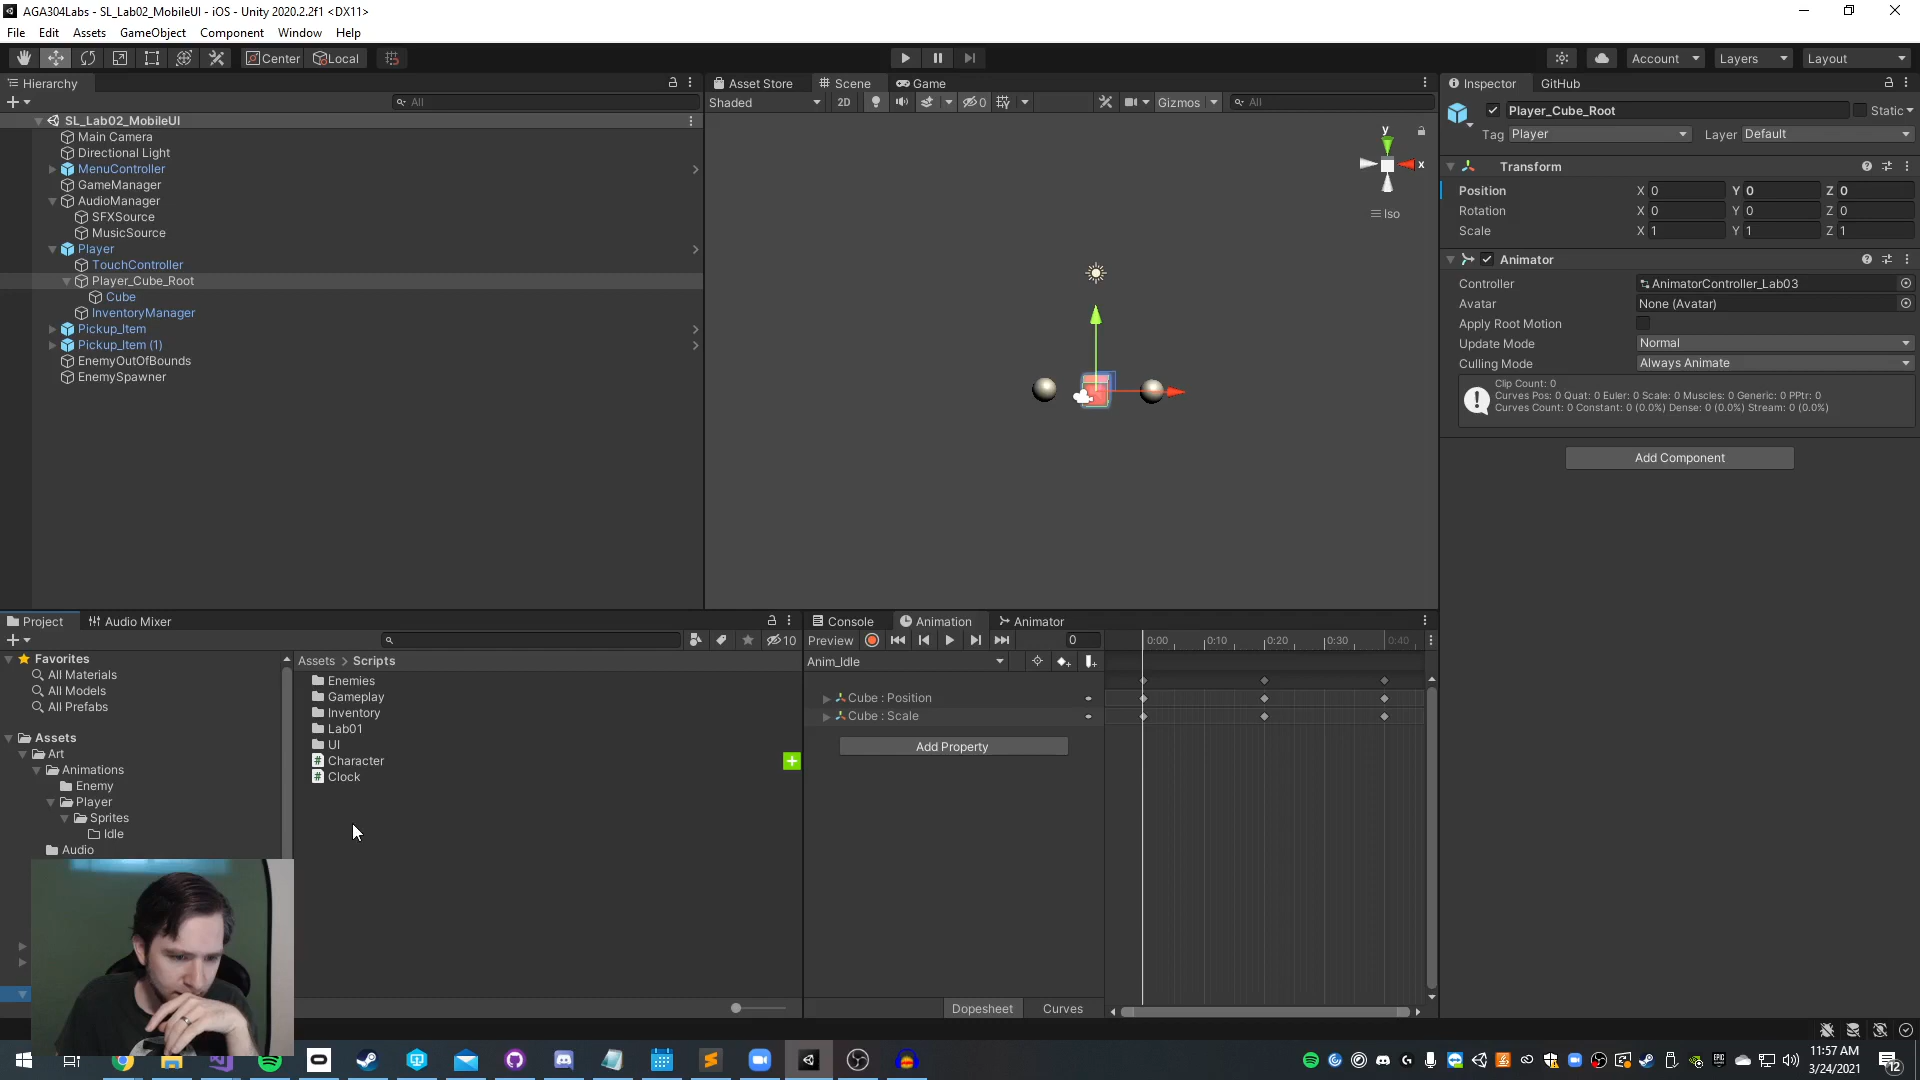 AGA304Labs - SL_Lab02_MobileUI - iOS - Unity 2020.2.2f1 <DX11>
File Edit Assets GameObject Component Window Help
Center Local Account Layers Layout
Hierarchy Asset Store Scene Game Inspector GitHub
All Shaded 2D 0 Gizmos All Player_Cube_Root Static
SL_Lab02_MobileUI
Tag Player Layer Default
Main Camera
Directional Light
MenuController
GameManager
AudioManager
SFXSource
MusicSource
Player
TouchController
Player_Cube_Root
Cube
InventoryManager
Pickup_Item
Pickup_Item (1)
EnemyOutOfBounds
EnemySpawner
y
x
Iso
Transform
Position X 0 Y 0 Z 0
Rotation X 0 Y 0 Z 0
Scale X 1 Y 1 Z 1
Animator
Controller AnimatorController_Lab03
Avatar None (Avatar)
Apply Root Motion
Update Mode Normal
Culling Mode Always Animate
Clip Count: 0
Curves Pos: 0 Quat: 0 Euler: 0 Scale: 0 Muscles: 0 Generic: 0 PPtr: 0
Curves Count: 0 Constant: 0 (0.0%) Dense: 0 (0.0%) Stream: 0 (0.0%)
Add Component
Project Audio Mixer Console Animation Animator
10 Preview 0 0:00 0:10 0:20 0:30 0:40
Favorites
All Materials
All Models
All Prefabs
Assets
Art
Animations
Enemy
Player
Sprites
Idle
Audio
Assets > Scripts
Enemies
Gameplay
Inventory
Lab01
UI
Character
Clock
Anim_Idle
Cube : Position
Cube : Scale
Add Property
Dopesheet Curves
11:57 AM
3/24/2021
12